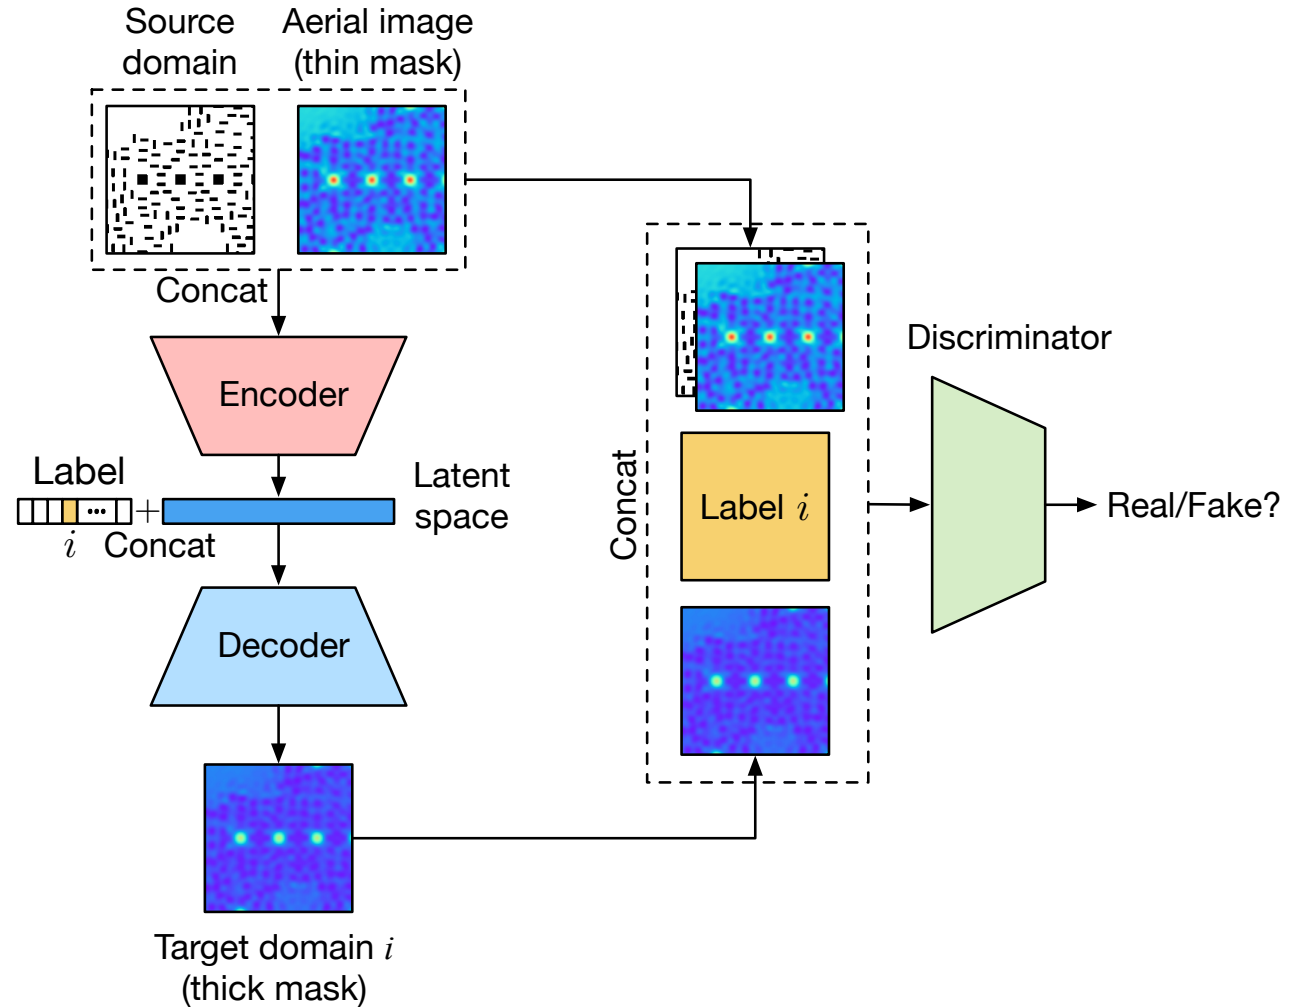 Source
domain
Aerial image
(thin mask)
Concat
Encoder
Label
+
Latent
space
i
Concat
Decoder
Target domain i
(thick mask)
Concat
Label i
Discriminator
Real/Fake?